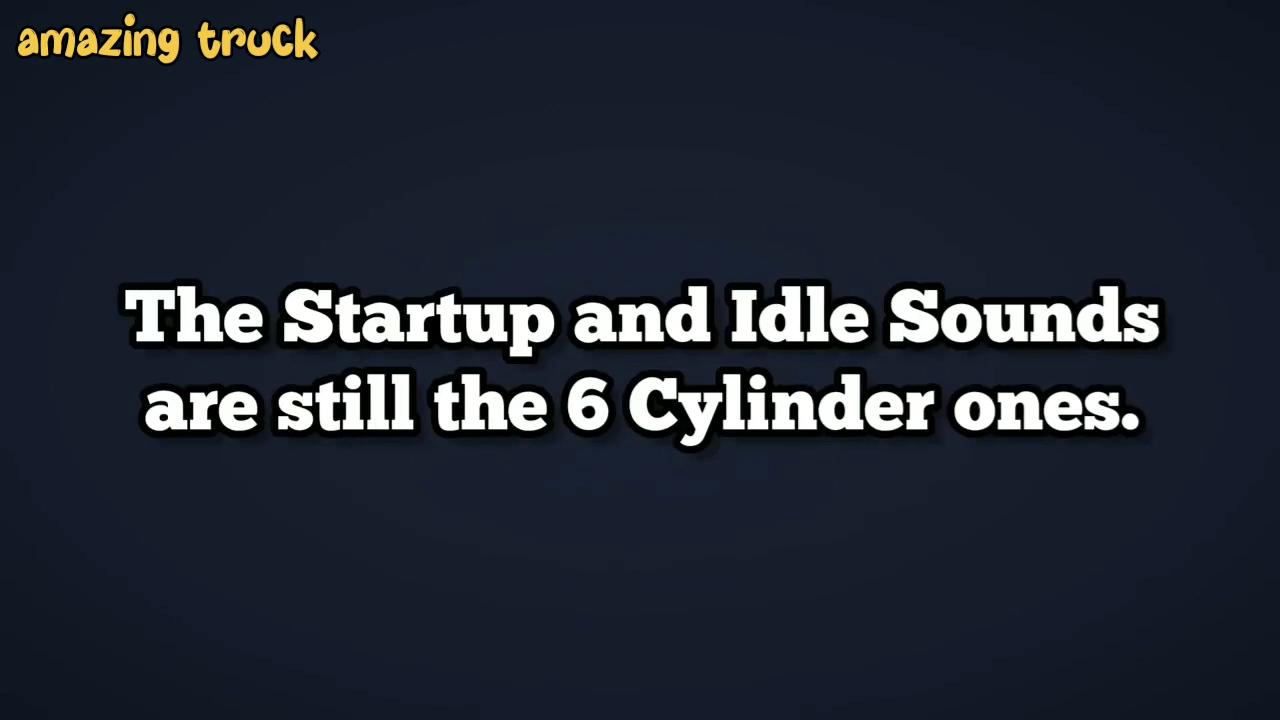 amazing truck
The Startup and Idle Sounds
are still the 6 Cylinder ones.